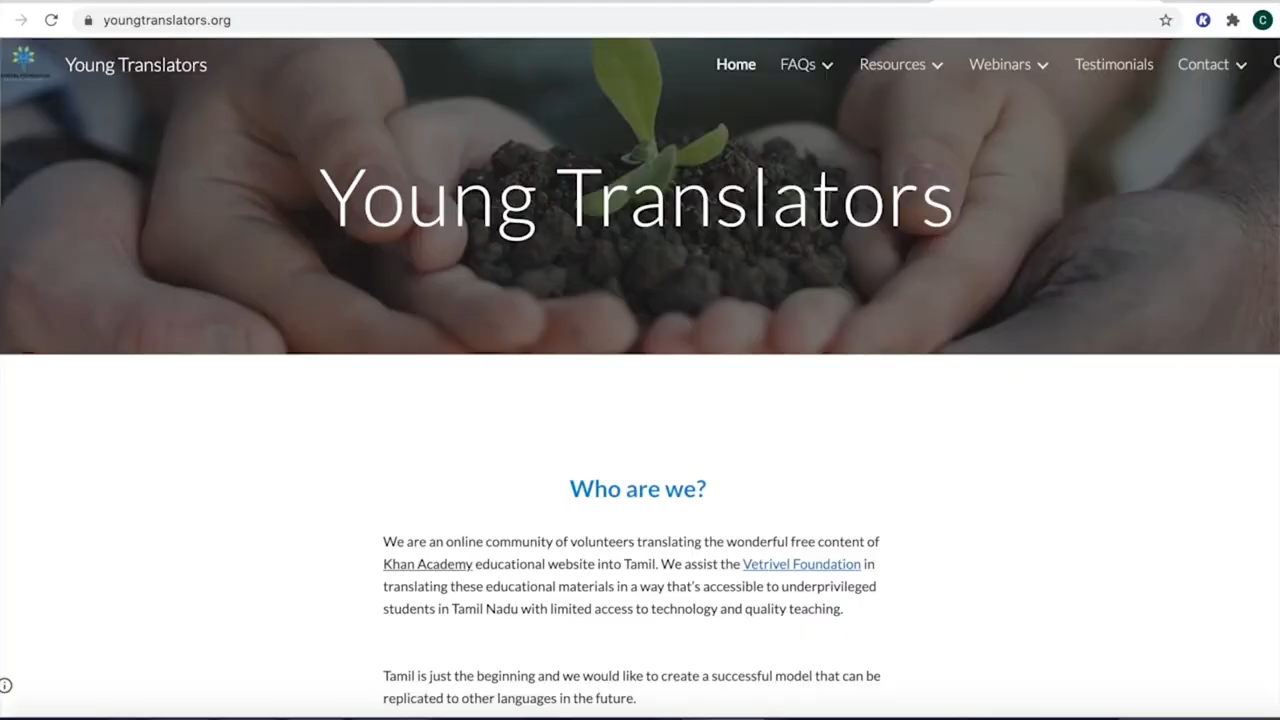 youngtranslators.org
K
C
Young Translators
Home FAQs Resources Webinars Testimonials Contact
Young Translators
Who are we?
We are an online community of volunteers translating the wonderful free content of
Khan Academy educational website into Tamil. We assist the Vetrivel Foundation in
translating these educational materials in a way that's accessible to underprivileged
students in Tamil Nadu with limited access to technology and quality teaching.
Tamil is just the beginning and we would like to create a successful model that can be
replicated to other languages in the future.